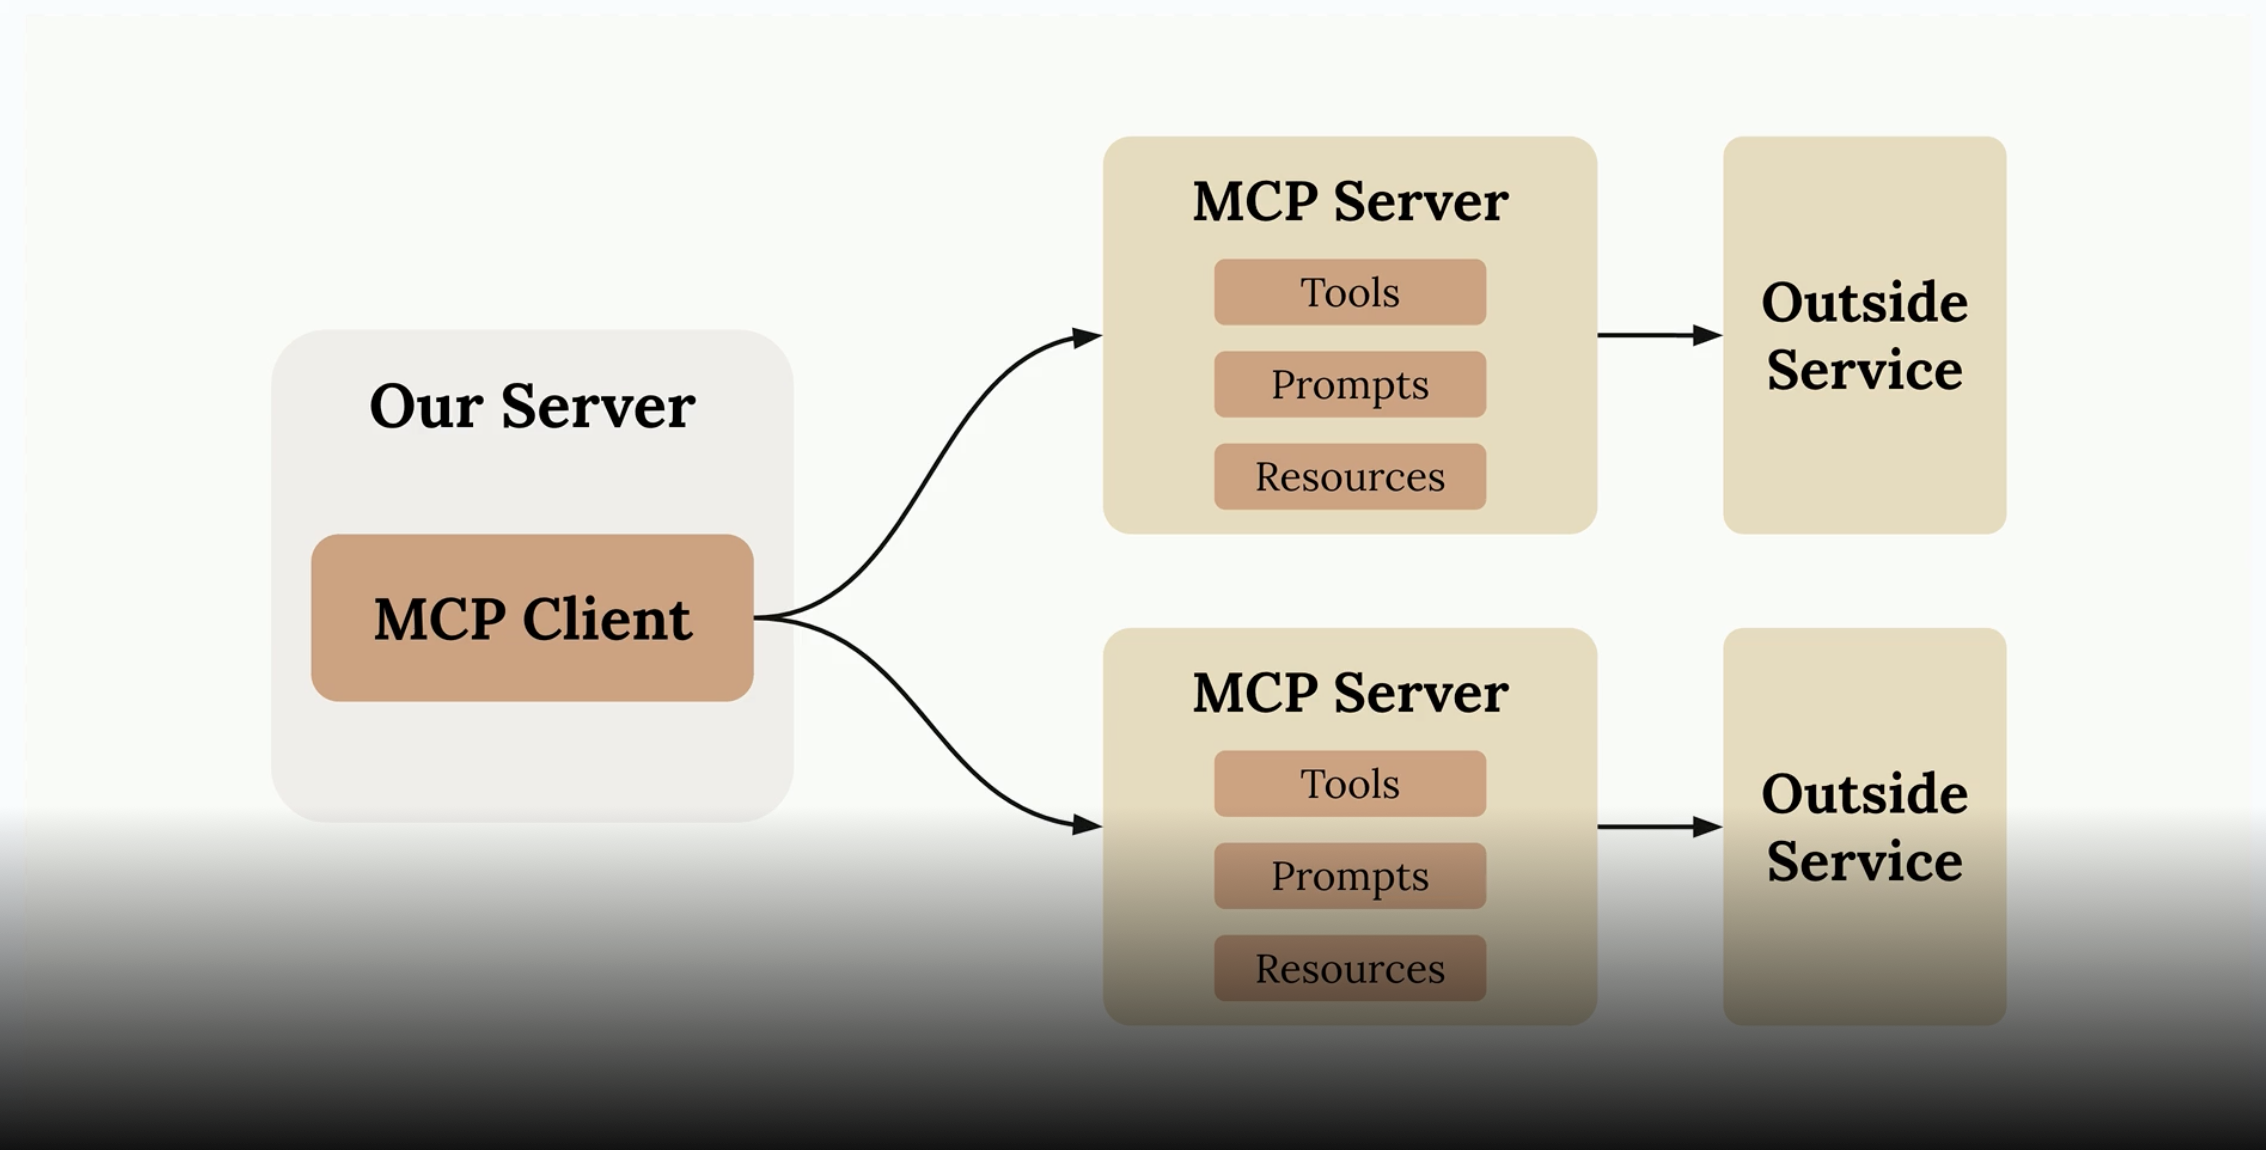 Our Server
MCP Client
MCP Server
Tools
Prompts
Resources
Outside
Service
MCP Server
Tools
Prompts
Resources
Outside
Service